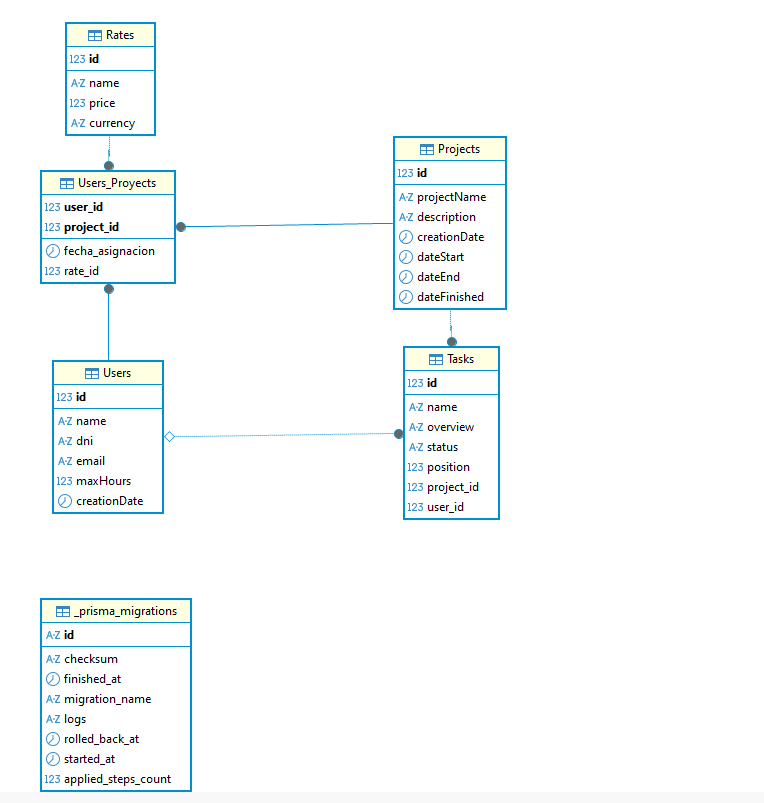 Rates
123 id
A-Z name
123 price
A-Z currency
Users_Proyects
123 user_id
123 project_id
fecha_asignacion
123 rate_id
Projects
123 id
A-Z projectName
A-Z description
creationDate
dateStart
dateEnd
dateFinished
Users
123 id
A-Z name
A-Z dni
A-Z email
123 maxHours
creationDate
Tasks
123 id
A-Z name
A-Z overview
A-Z status
123 position
123 project_id
123 user_id
_prisma_migrations
A-Z id
A-Z checksum
finished_at
A-Z migration_name
A-Z logs
rolled_back_at
started_at
123 applied_steps_count